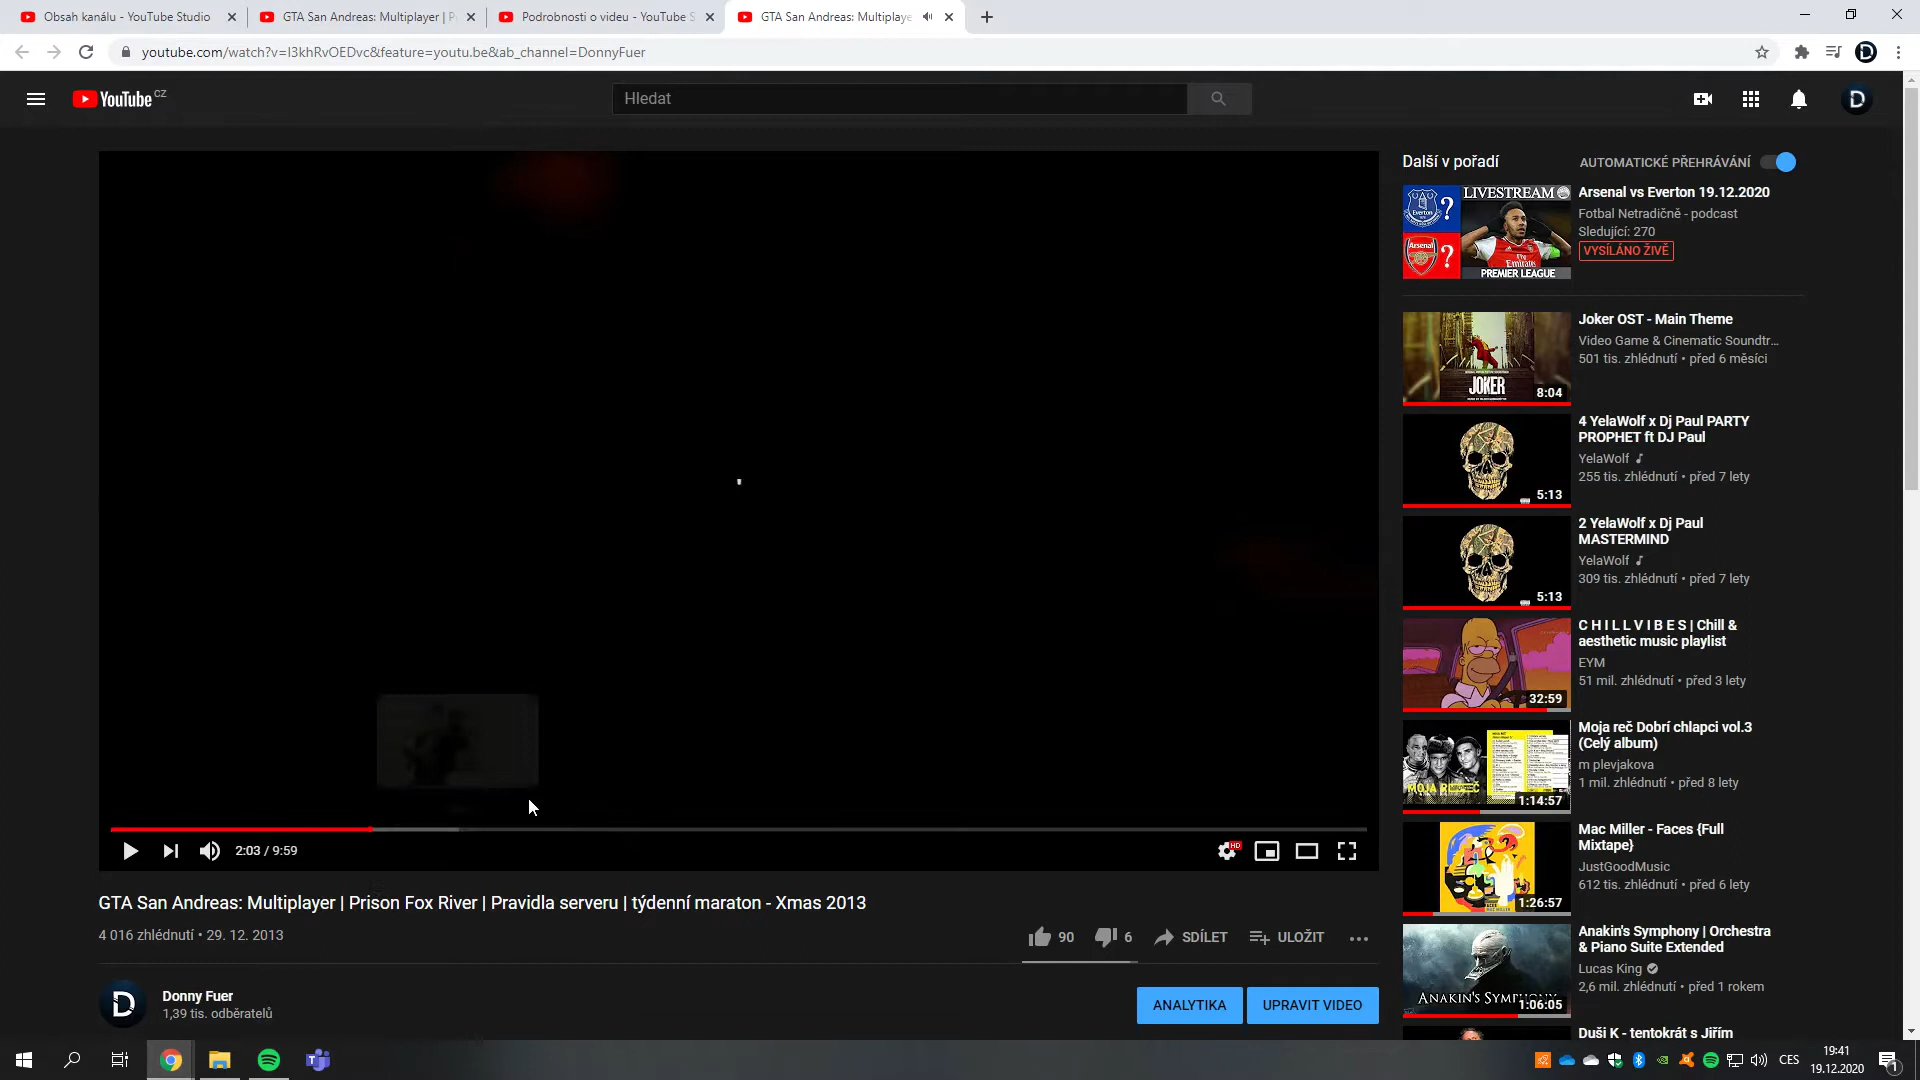 Obsah kanálu - YouTube Studio
GTA San Andreas: Multiplayer | P
Podrobnosti o videu - YouTube S
GTA San Andreas: Multiplaye
youtube.com/watch?v=I3khRvOEDvc&feature=youtu.be&ab_channel=DonnyFuer
YouTube CZ
Hledat
D
Další v pořadí
AUTOMATICKÉ PŘEHRÁVÁNÍ
LIVESTREAM
Everton
?
Arsenal
?
Fly Emirates
PREMIER LEAGUE
Arsenal vs Everton 19.12.2020
Fotbal Netradičně - podcast
Sledující: 270
VYSÍLÁNO ŽIVĚ
JOKER
8:04
Joker OST - Main Theme
Video Game & Cinematic Soundtr...
501 tis. zhlédnutí • před 6 měsíci
5:13
4 YelaWolf x Dj Paul PARTY
PROPHET ft DJ Paul
YelaWolf
255 tis. zhlédnutí • před 7 lety
5:13
2 YelaWolf x Dj Paul
MASTERMIND
YelaWolf
309 tis. zhlédnutí • před 7 lety
32:59
C H I L L V I B E S | Chill &
aesthetic music playlist
EYM
51 mil. zhlédnutí • před 3 lety
MOJA REČ
1:14:57
Moja reč Dobrí chlapci vol.3
(Celý album)
m plevjakova
1 mil. zhlédnutí • před 8 lety
1:26:57
Mac Miller - Faces {Full
Mixtape}
JustGoodMusic
612 tis. zhlédnutí • před 6 lety
ANAKIN'S SYMPHONY
1:06:05
Anakin's Symphony | Orchestra
& Piano Suite Extended
Lucas King
2,6 mil. zhlédnutí • před 1 rokem
Duši K - tentokrát s Jiřím
2:03 / 9:59
HD
GTA San Andreas: Multiplayer | Prison Fox River | Pravidla serveru | týdenní maraton - Xmas 2013
4 016 zhlédnutí • 29. 12. 2013
90
6
SDÍLET
ULOŽIT
D
Donny Fuer
1,39 tis. odběratelů
ANALYTIKA
UPRAVIT VIDEO
CES
19:41
19.12.2020
1